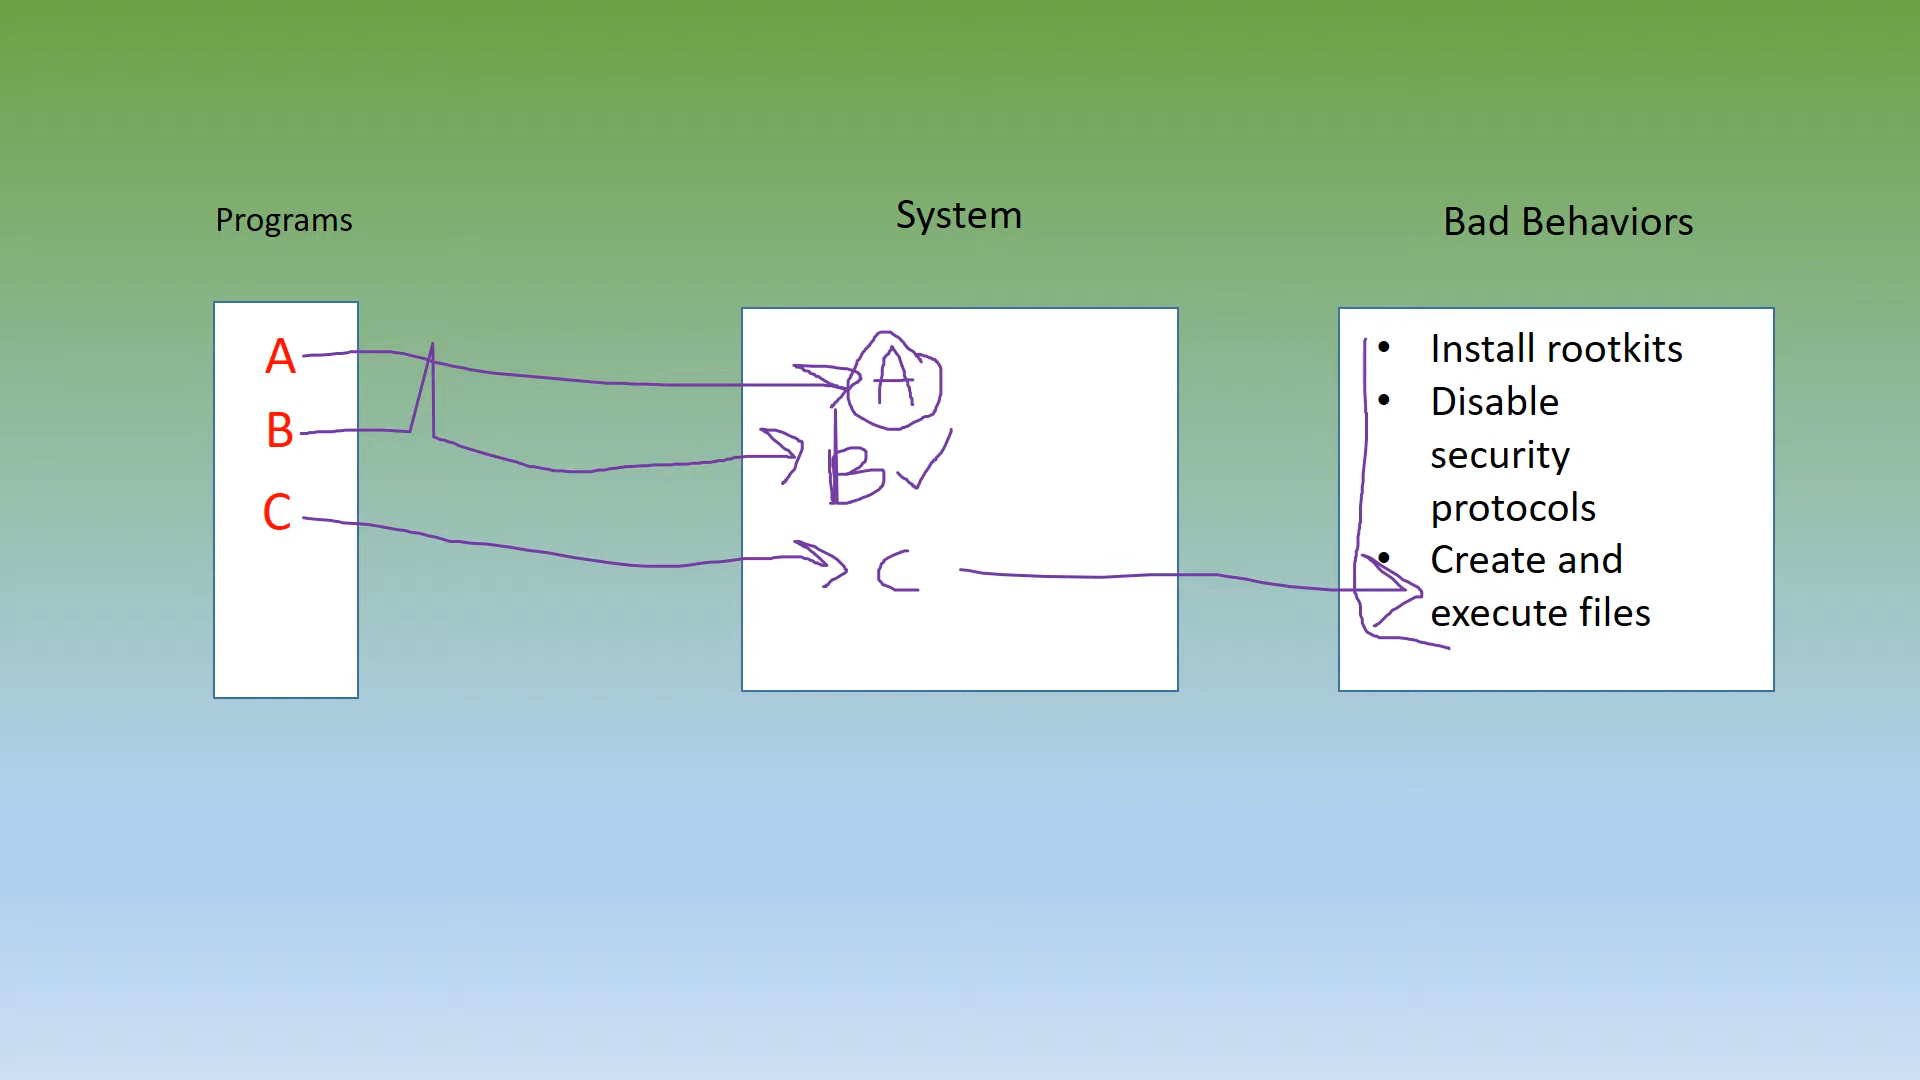 Programs
System
Bad Behaviors
A
B
C
A
B
C
• Install rootkits
• Disable
security
protocols
• Create and
execute files